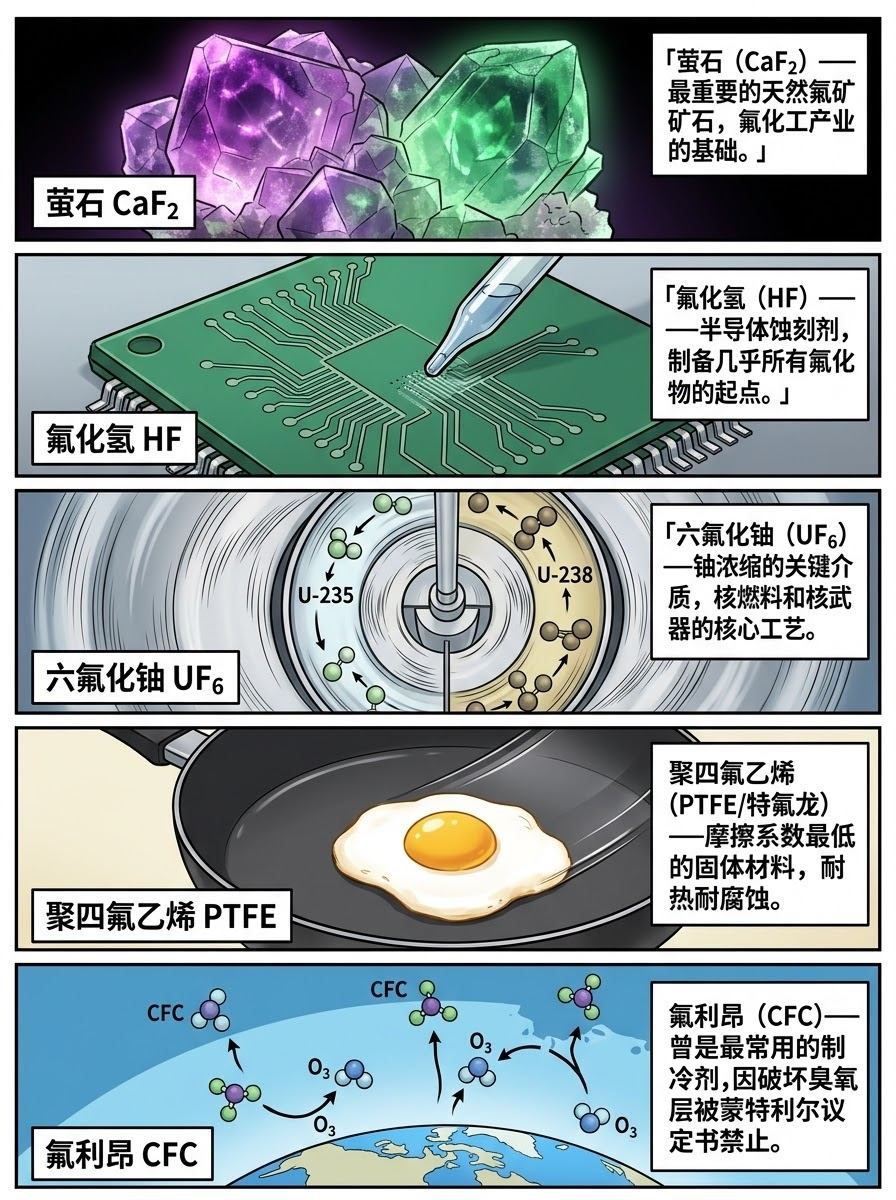 「萤石（CaF₂）——
最重要的天然氟矿
矿石，氟化工产业
的基础。」
萤石 CaF₂
「氟化氢（HF）—
—半导体蚀刻剂，
制备几乎所有氟化
物的起点。」
氟化氢 HF
U-235
U-238
「六氟化铀（UF₆）
—铀浓缩的关键介
质，核燃料和核武
器的核心工艺。
六氟化铀 UF₆
聚四氟乙烯
(PTFE/特氟龙）
——摩擦系数最低
的固体材料，耐
热耐腐蚀。
聚四氟乙烯 PTFE
CFC
CFC
O₃
O₃
O₃
O₃
氟利昂（CFC)——
曾是最常用的制
冷剂,因破坏臭氧
层被蒙特利尔议
定书禁止。
氟利昂 CFC